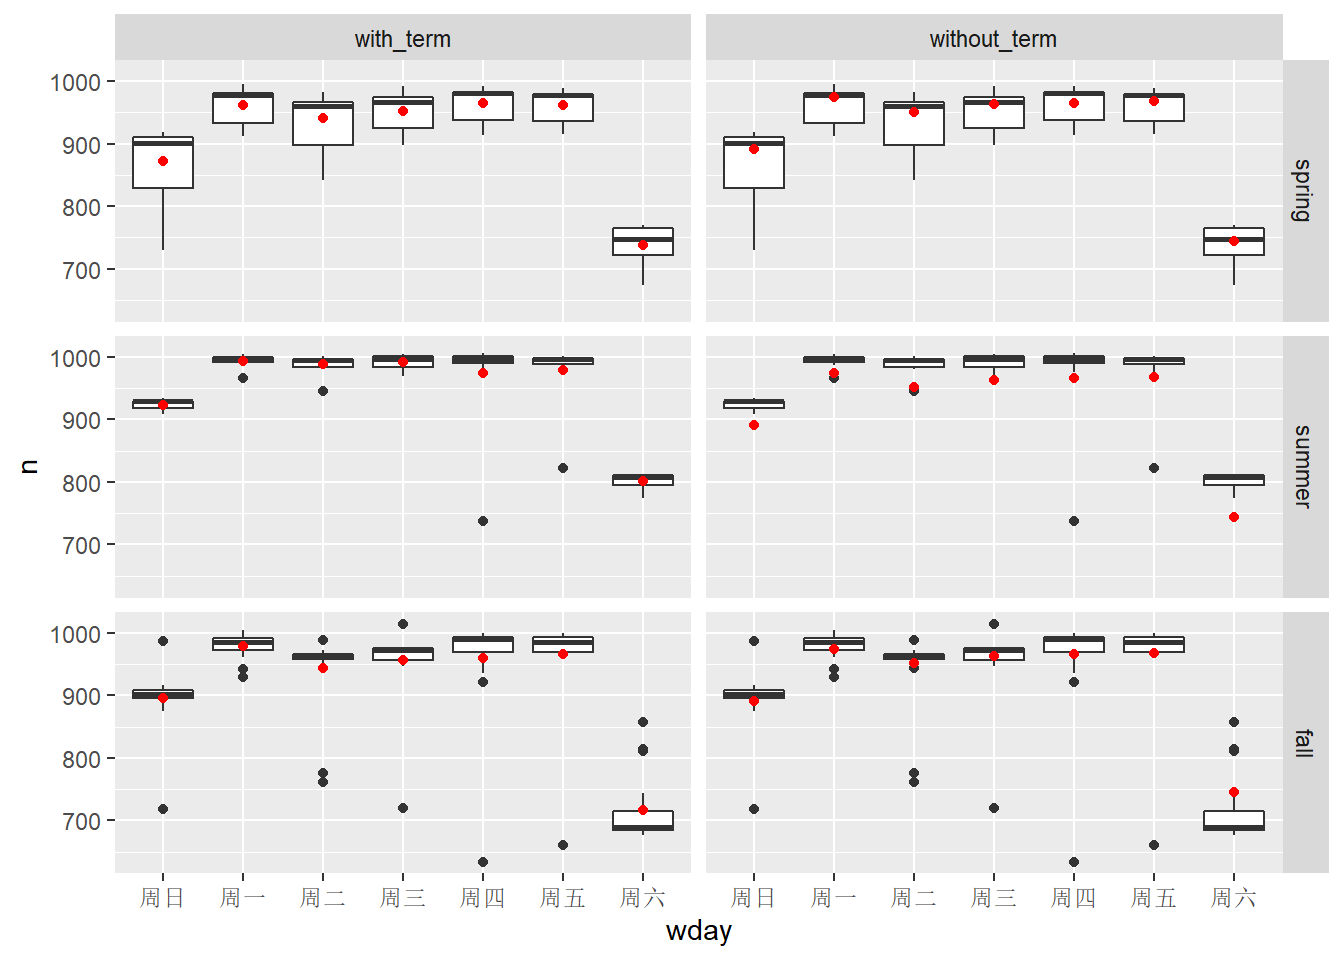 with_term
without_term
1000
900
800
700
spring
1000
900
800
700
summer
n
1000
900
800
700
fall
周日 周一 周二 周三 周四 周五 周六
周日 周一 周二 周三 周四 周五 周六
wday